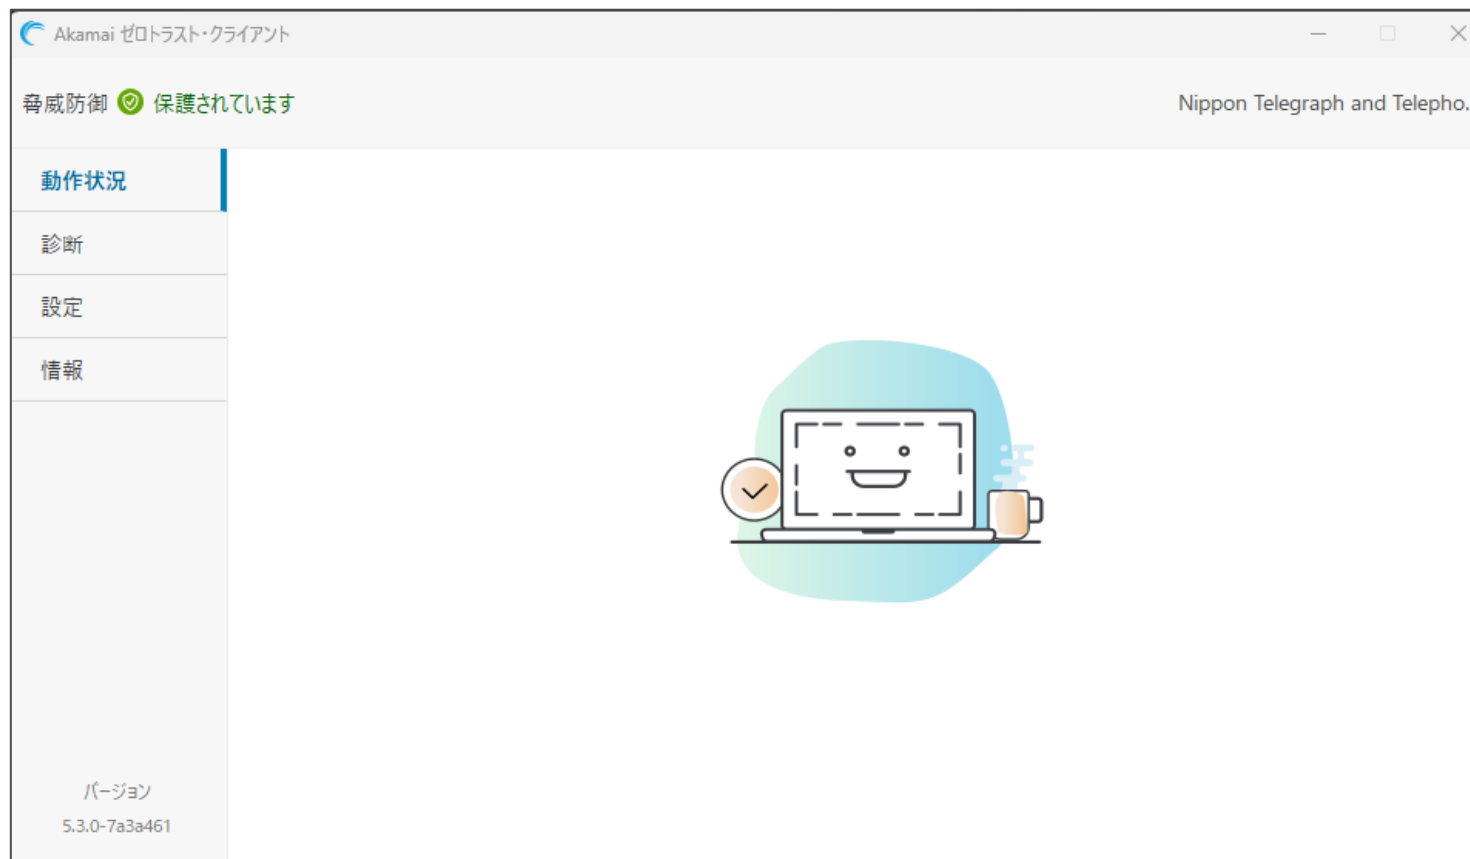 Akamai ゼロトラスト・クライアント
脅威防御 保護されています
Nippon Telegraph and Telepho.
動作状況
診断
設定
情報
バージョン
5.3.0-7a3a461